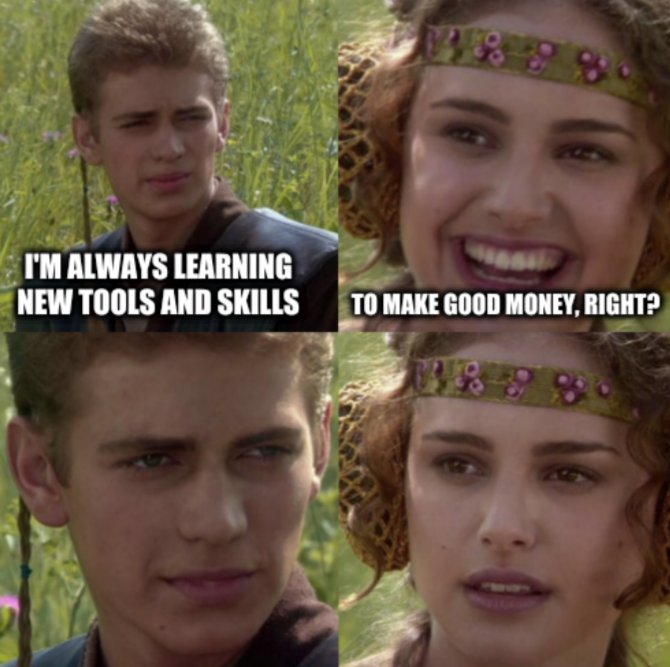 I'M ALWAYS LEARNING
NEW TOOLS AND SKILLS
TO MAKE GOOD MONEY, RIGHT?